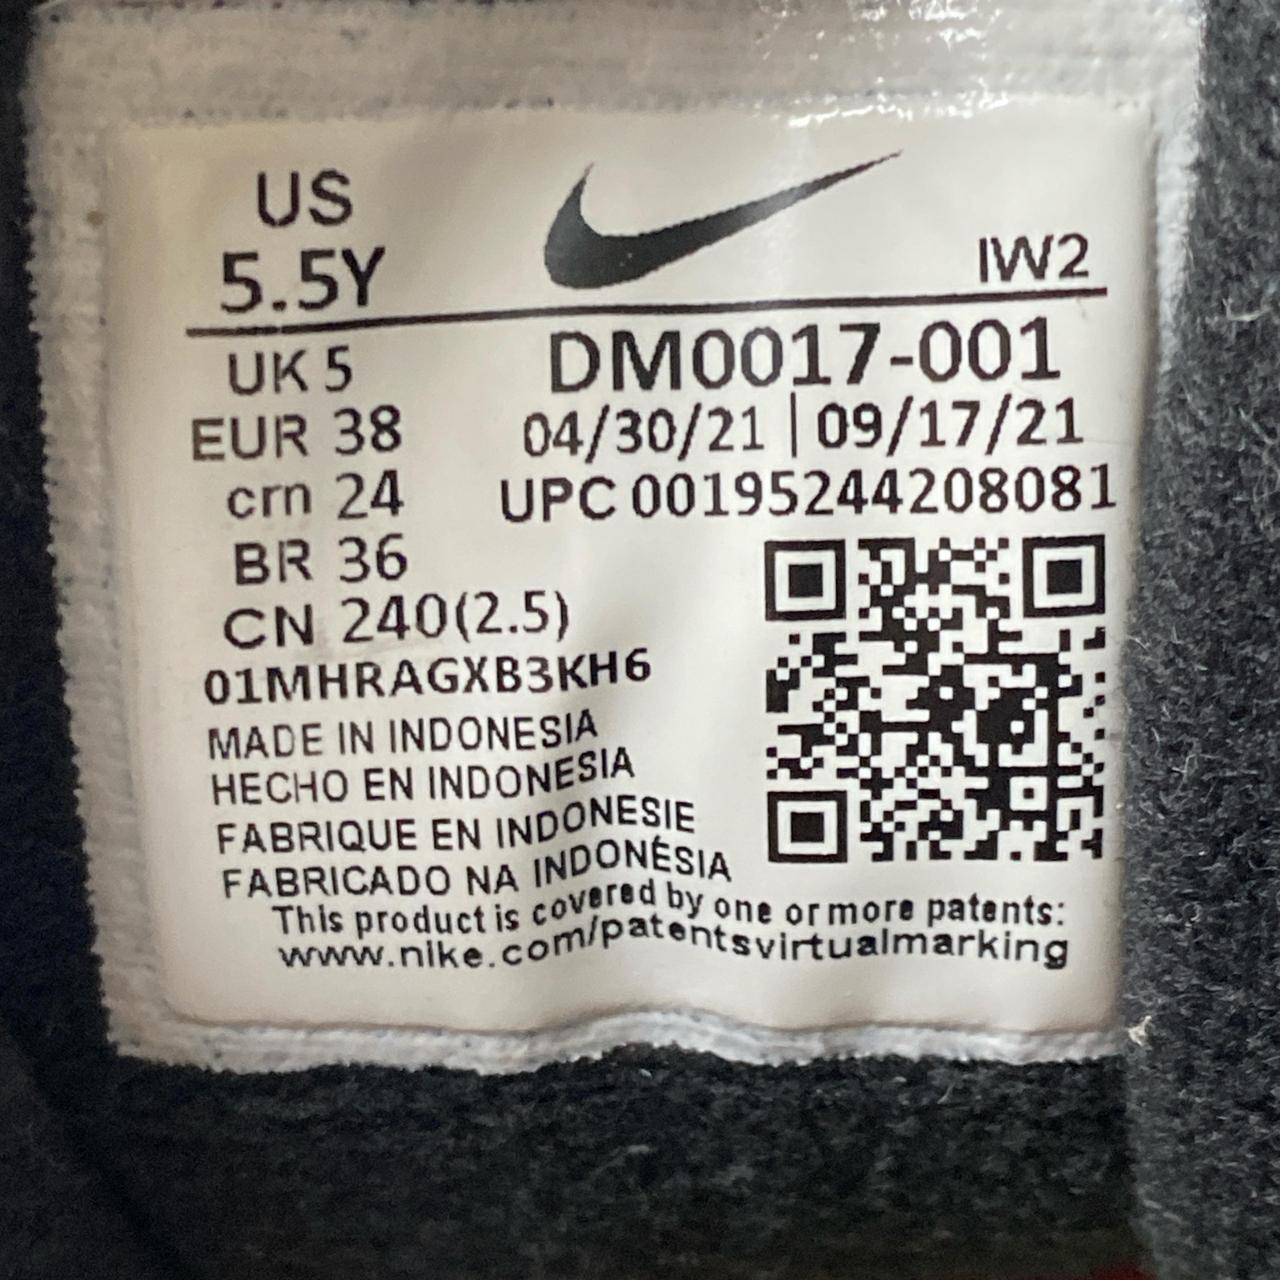 US
5.5Y
IW2
UK 5
EUR 38
cm 24
BR 36
CN 240(2.5)
DM0017-001
04/30/21 | 09/17/21
UPC 00195244208081
01MHRAGXB3KH6
MADE IN INDONESIA
HECHO EN INDONESIA
FABRIQUE EN INDONESIE
FABRICADO NA INDONÉSIA
This product is covered by one or more patents:
www.nike.com/patentsvirtualmarking